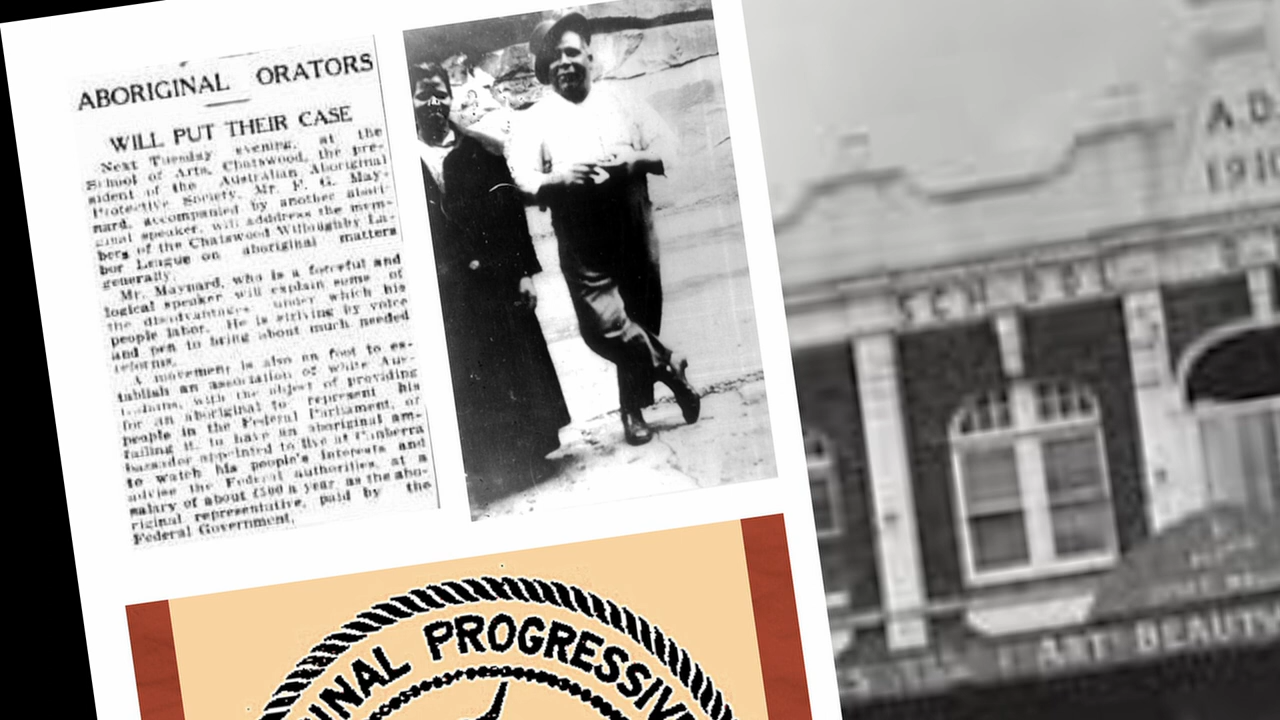 ABORIGINAL ORATORS
WILL PUT THEIR CASE
Next Tuesday evening, at the
School of Arts, Chatswood, the pre-
sident of the Australian Aboriginal
Protective Society, Mr. F. G. May-
nard, accompanied by another abori-
ginal speaker, will adddress the mem-
bers of the Chatswood Willoughby La-
bor League on aboriginal matters
generally.
Mr. Maynard, who is a forceful and
logical speaker will explain some of
the disadvantages under which his
people labor. He is striving by voice
and pen to bring about much needed
reforms.
A movement is also on foot to es-
tablish an association of white Aus-
tralians, with the object of providing
for an aboriginal to represent his
people in the Federal Parliament, or
failing it, to have an aboriginal am-
bassador appointed to live at Canberra
to watch his people's interests and
advise the Federal authorities, at a
salary of about £500 a year, as the abo-
riginal representative, paid by the
Federal Government.
INAL PROGRESSIV
A.D.
ART BEAUTY